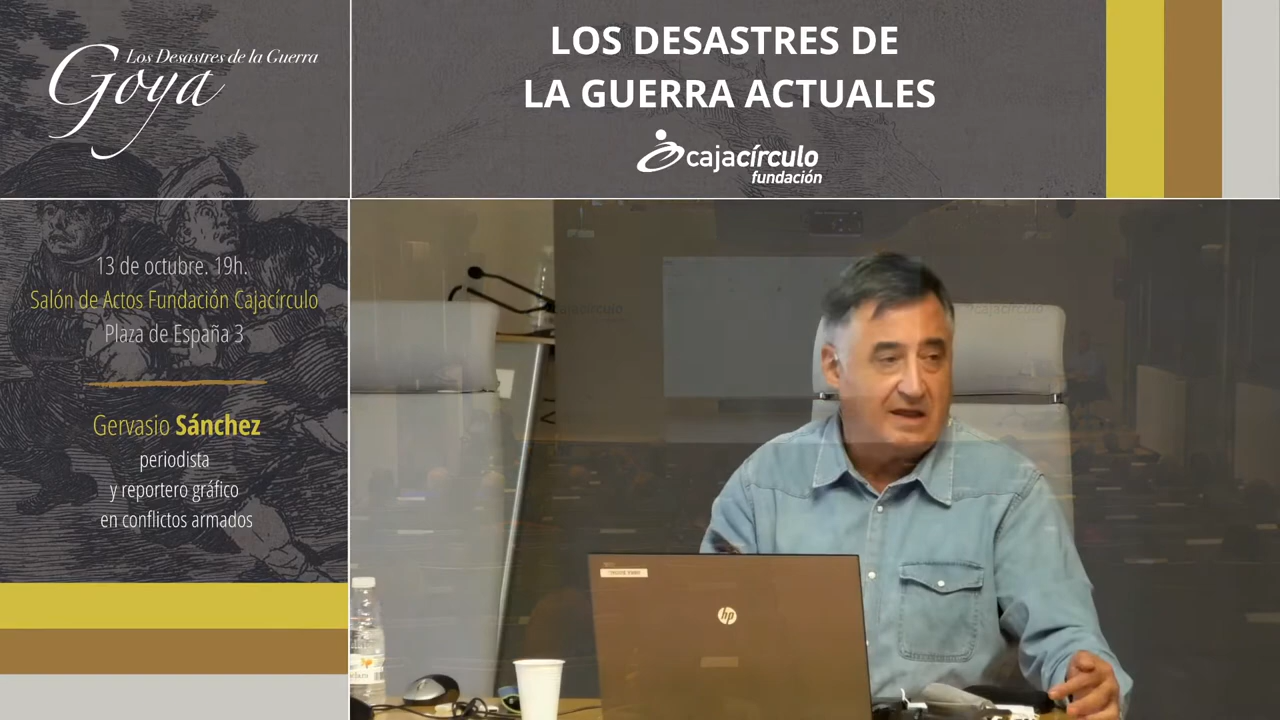 Los Desastres de la Guerra
Goya
LOS DESASTRES DE
LA GUERRA ACTUALES
cajacírculo
fundación
13 de octubre. 19h.
Salón de Actos Fundación Cajacírculo
Plaza de España 3
Gervasio Sánchez
periodista
y reportero gráfico
en conflictos armados
hp